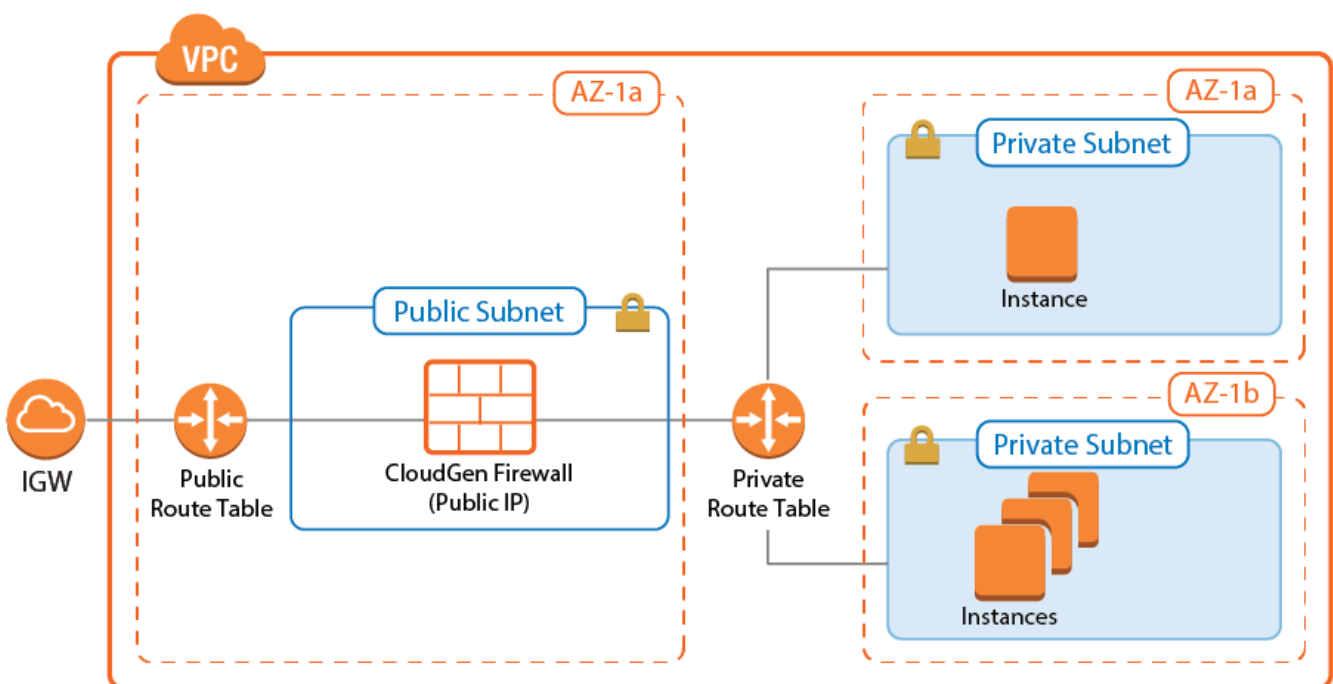 VPC
AZ-1a
AZ-1a
Private Subnet
Instance
Public Subnet
CloudGen Firewall
(Public IP)
IGW
Public
Route Table
Private
Route Table
AZ-1b
Private Subnet
Instances